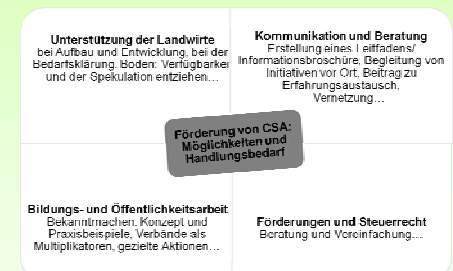 Unterstützung der Landwirte
bei Aufbau und Entwicklung, bei der
Bedarfsklärung. Boden: Verfügbarkeit
und der Spekulation entziehen…
Kommunikation und Beratung
Erstellung eines Leitfadens/
Informationsbroschüre, Begleitung von
Initiativen vor Ort, Beitrag zu
Erfahrungsaustausch,
Vernetzung…
Förderung von CSA:
Möglichkeiten und
Handlungsbedarf
Bildungs- und Öffentlichkeitsarbeit
Bekanntmachen. Konzept und
Praxisbeispiele, Verbände als
Multiplikatoren, gezielte Aktionen…
Förderungen und Steuerrecht
Beratung und Vereinfachung…